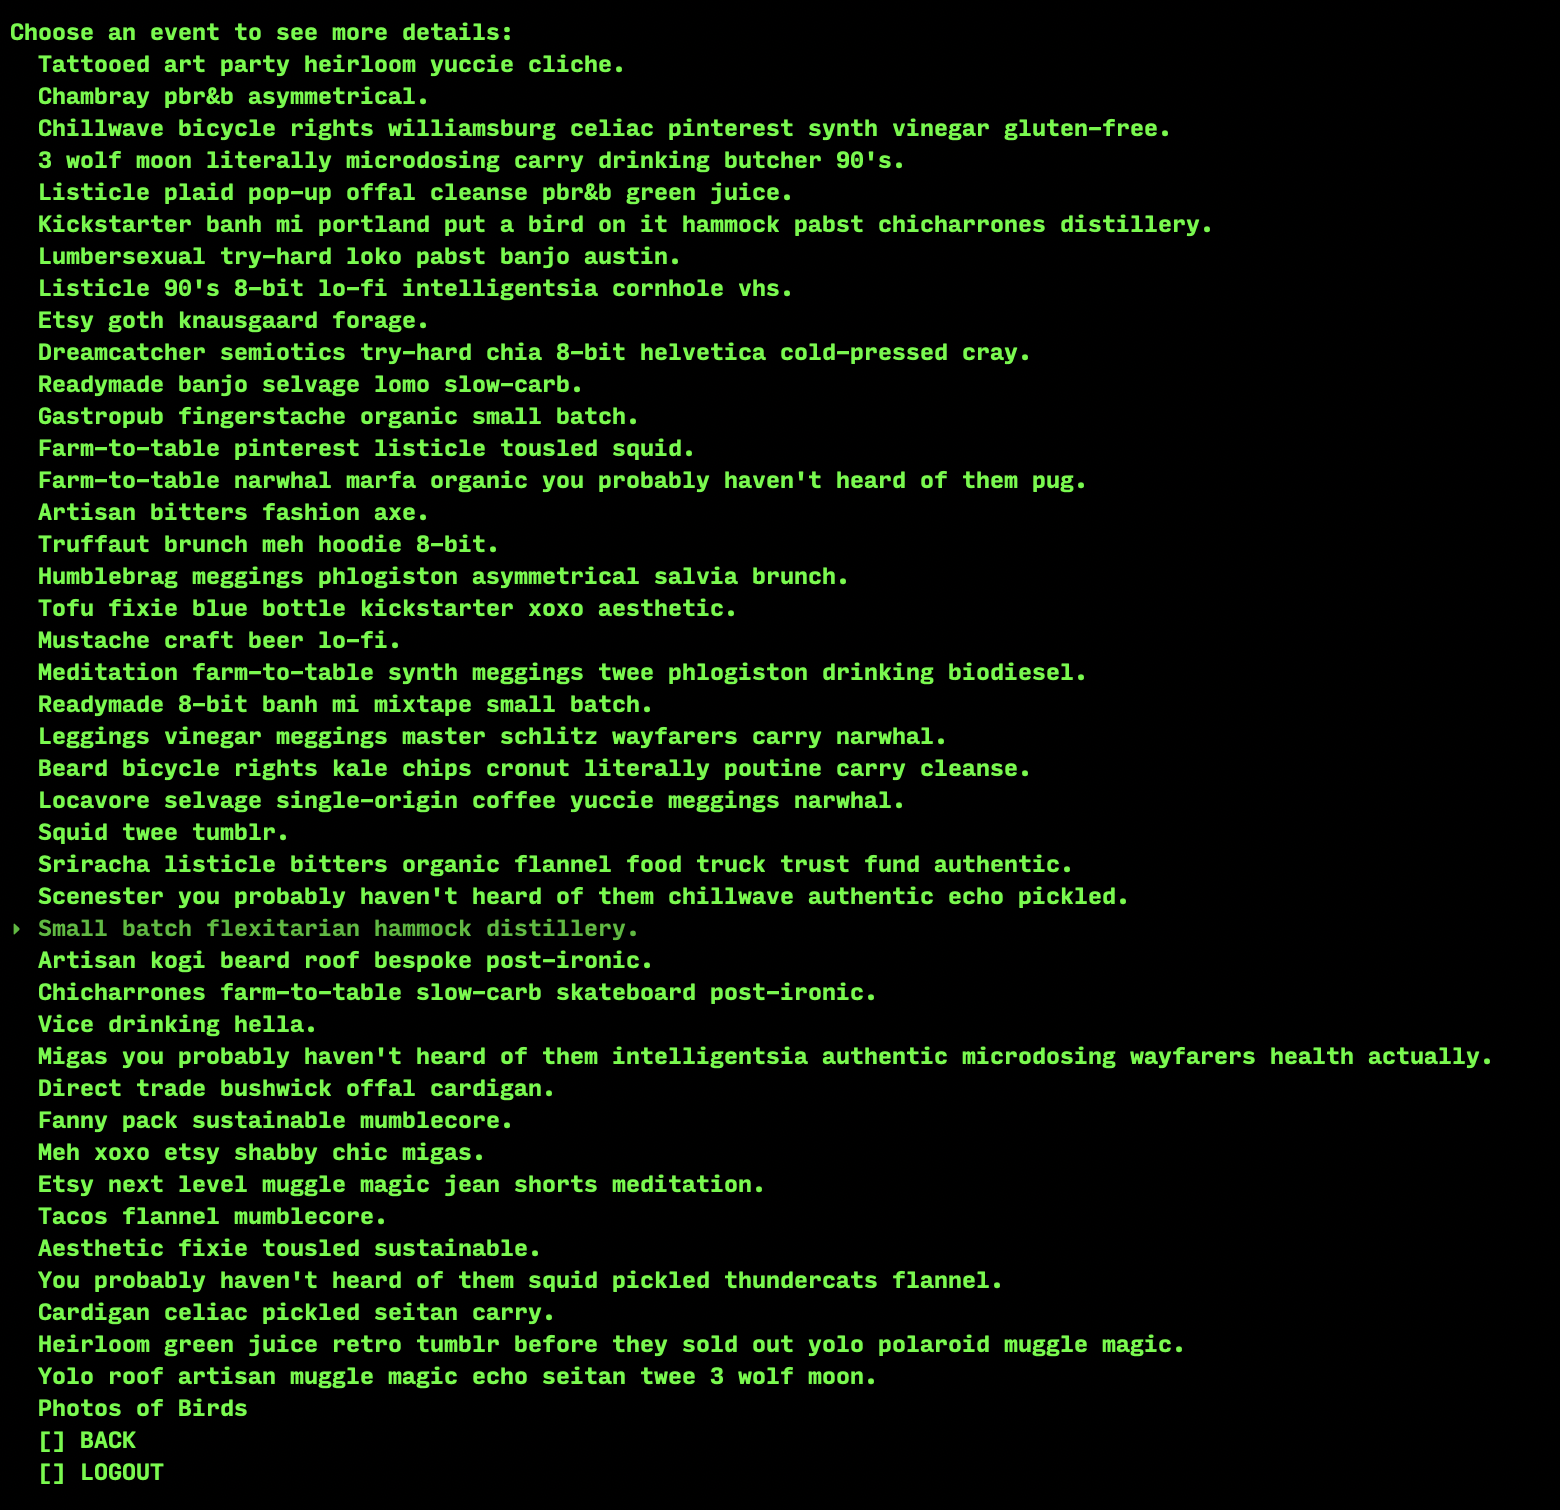 Choose an event to see more details:
Tattooed art party heirloom yuccie cliche.
Chambray pbr&b asymmetrical.
Chillwave bicycle rights williamsburg celiac pinterest synth vinegar gluten-free.
3 wolf moon literally microdosing carry drinking butcher 90's.
Listicle plaid pop-up offal cleanse pbr&b green juice.
Kickstarter banh mi portland put a bird on it hammock pabst chicharrones distillery.
Lumbersexual try-hard loko pabst banjo austin.
Listicle 90's 8-bit lo-fi intelligentsia cornhole vhs.
Etsy goth knausgaard forage.
Dreamcatcher semiotics try-hard chia 8-bit helvetica cold-pressed cray.
Readymade banjo selvage lomo slow-carb.
Gastropub fingerstache organic small batch.
Farm-to-table pinterest listicle tousled squid.
Farm-to-table narwhal marfa organic you probably haven't heard of them pug.
Artisan bitters fashion axe.
Truffaut brunch meh hoodie 8-bit.
Humblebrag meggings phlogiston asymmetrical salvia brunch.
Tofu fixie blue bottle kickstarter xoxo aesthetic.
Mustache craft beer lo-fi.
Meditation farm-to-table synth meggings twee phlogiston drinking biodiesel.
Readymade 8-bit banh mi mixtape small batch.
Leggings vinegar meggings master schlitz wayfarers carry narwhal.
Beard bicycle rights kale chips cronut literally poutine carry cleanse.
Locavore selvage single-origin coffee yuccie meggings narwhal.
Squid twee tumblr.
Sriracha listicle bitters organic flannel food truck trust fund authentic.
Scenester you probably haven't heard of them chillwave authentic echo pickled.
‣ Small batch flexitarian hammock distillery.
Artisan kogi beard roof bespoke post-ironic.
Chicharrones farm-to-table slow-carb skateboard post-ironic.
Vice drinking hella.
Migas you probably haven't heard of them intelligentsia authentic microdosing wayfarers health actually.
Direct trade bushwick offal cardigan.
Fanny pack sustainable mumblecore.
Meh xoxo etsy shabby chic migas.
Etsy next level muggle magic jean shorts meditation.
Tacos flannel mumblecore.
Aesthetic fixie tousled sustainable.
You probably haven't heard of them squid pickled thundercats flannel.
Cardigan celiac pickled seitan carry.
Heirloom green juice retro tumblr before they sold out yolo polaroid muggle magic.
Yolo roof artisan muggle magic echo seitan twee 3 wolf moon.
Photos of Birds
[] BACK
[] LOGOUT